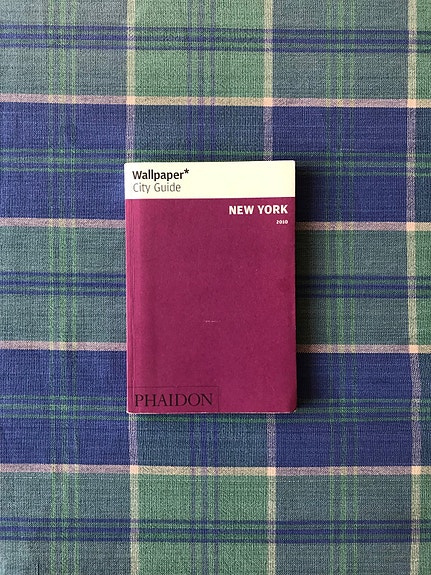 Wallpaper*
City Guide
NEW YORK
2010
PHAIDON